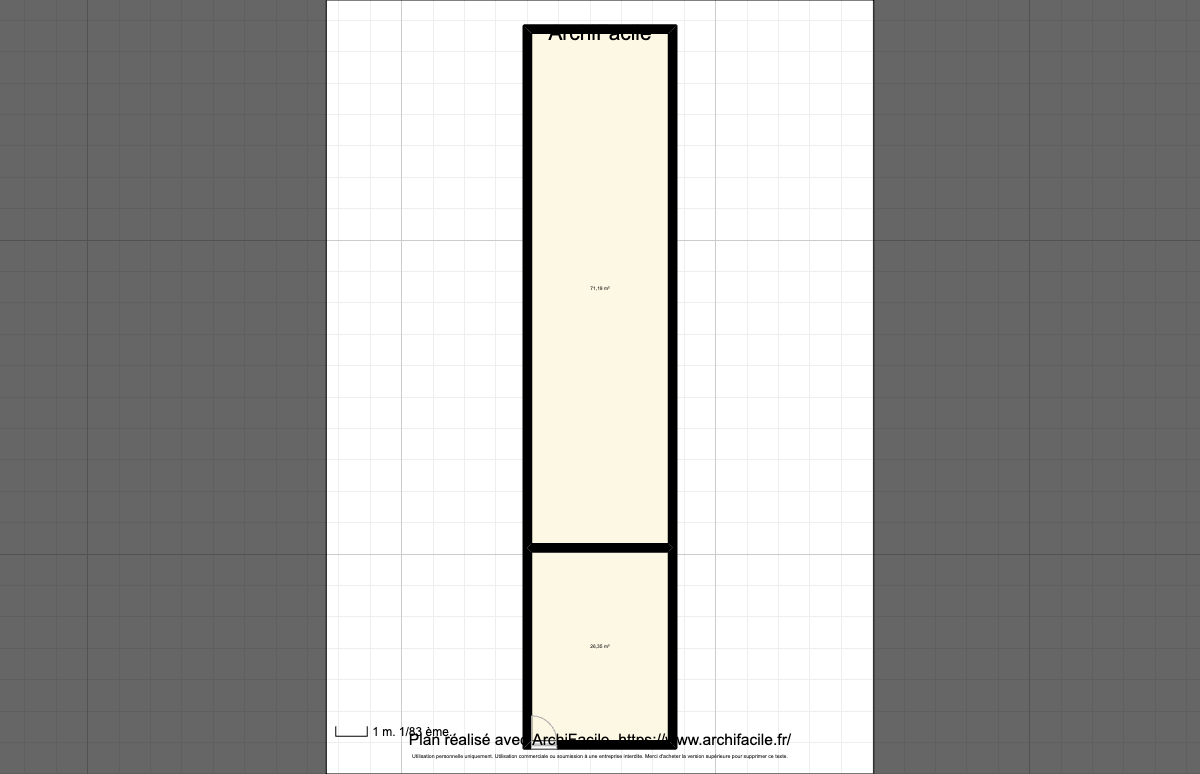 ArchiFacile
71,18 m²
26,35 m²
1 m. 1/83 ème.
Plan réalisé avec ArchiFacile. https://www.archifacile.fr/
Utilisation personnelle uniquement. Utilisation commerciale ou soumission à une entreprise interdite. Merci d'acheter la version supérieure pour supprimer ce texte.